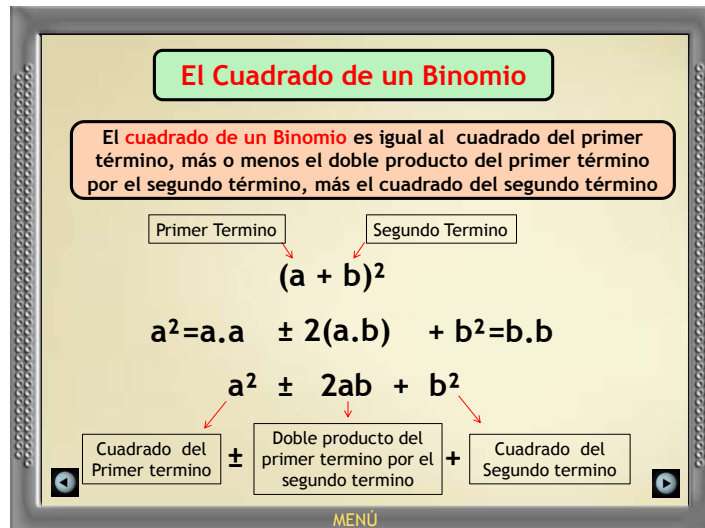 El Cuadrado de un Binomio
El cuadrado de un Binomio es igual al cuadrado del primer
término, más o menos el doble producto del primer término
por el segundo término, más el cuadrado del segundo término
Primer Termino Segundo Termino
(a + b)²
a²=a.a ± 2(a.b) + b²=b.b
a² ± 2ab + b²
Cuadrado del
Primer termino
±
Doble producto del
primer termino por el
segundo termino
+
Cuadrado del
Segundo termino
MENÚ